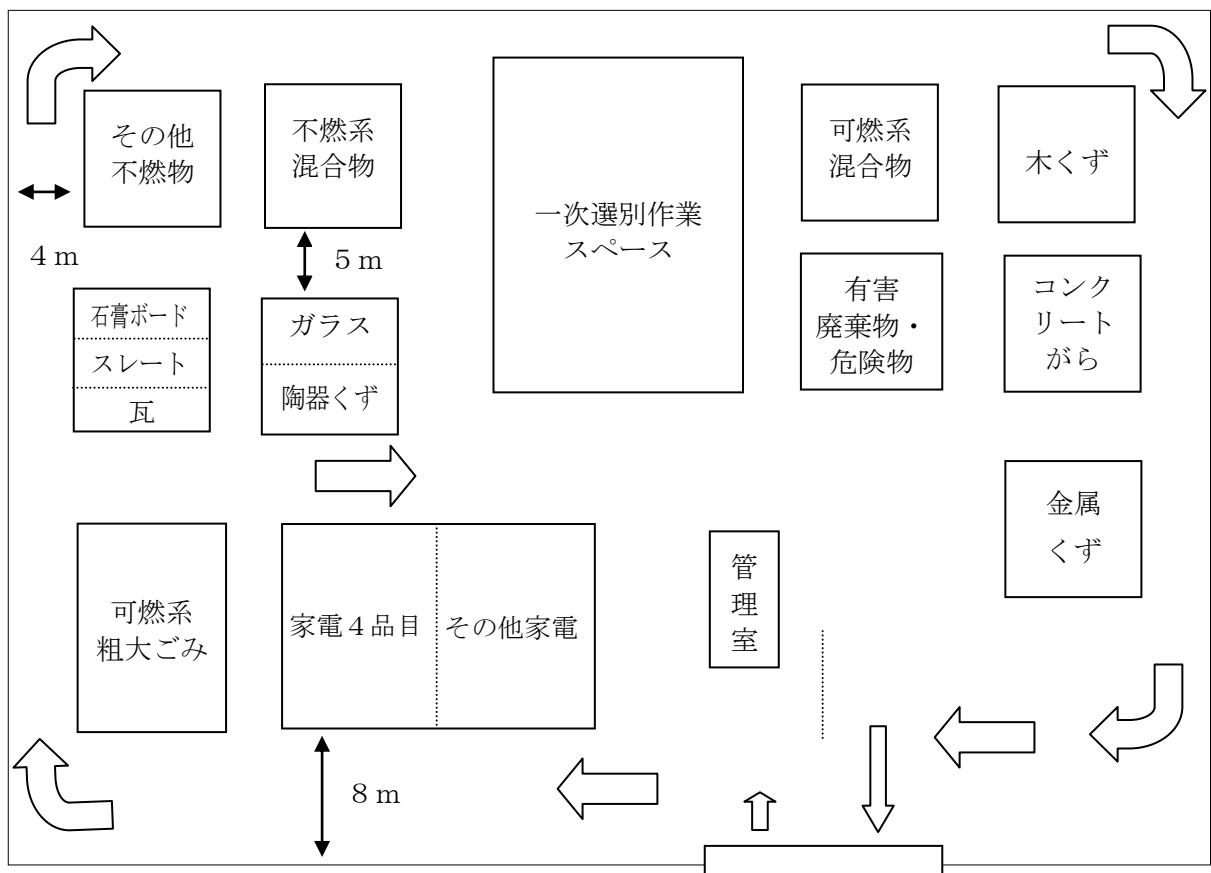 その他
不燃物
不燃系
混合物
一次選別作業
スペース
可燃系
混合物
木くず
４ｍ
５ｍ
石膏ボード
スレート
瓦
ガラス
陶器くず
有害
廃棄物・
危険物
コンク
リート
がら
金属
くず
可燃系
粗大ごみ
家電４品目
その他家電
管
理
室
８ｍ